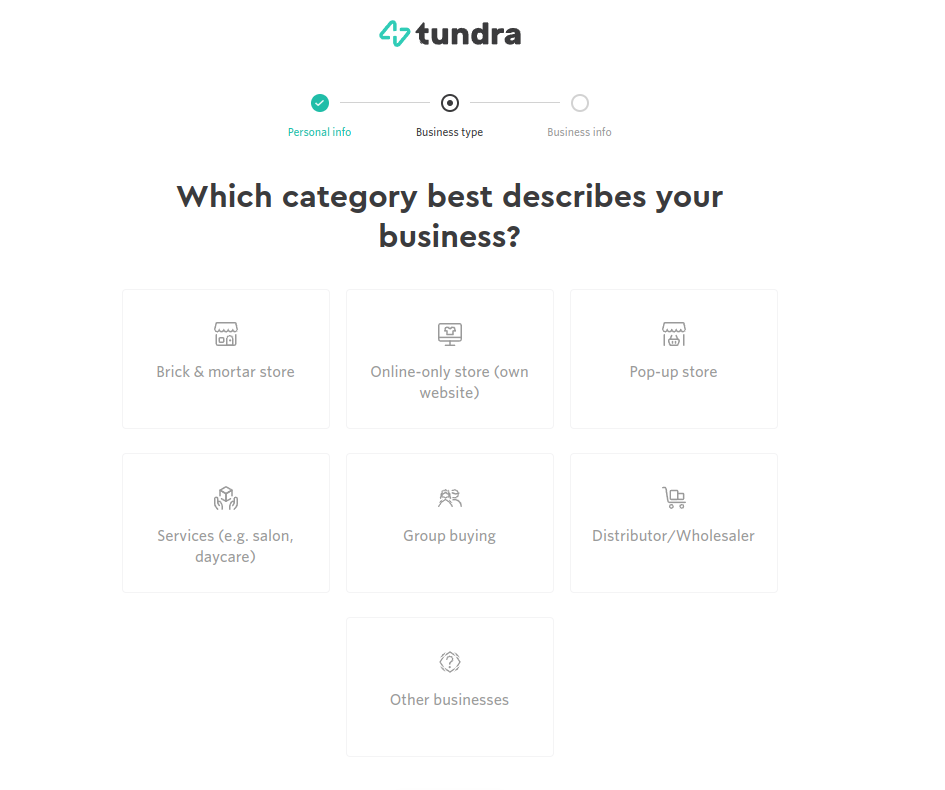 tundra
Personal info
Business type
Business info
Which category best describes your
business?
Brick & mortar store
Online-only store (own
website)
Pop-up store
Services (e.g. salon,
daycare)
Group buying
Distributor/Wholesaler
Other businesses